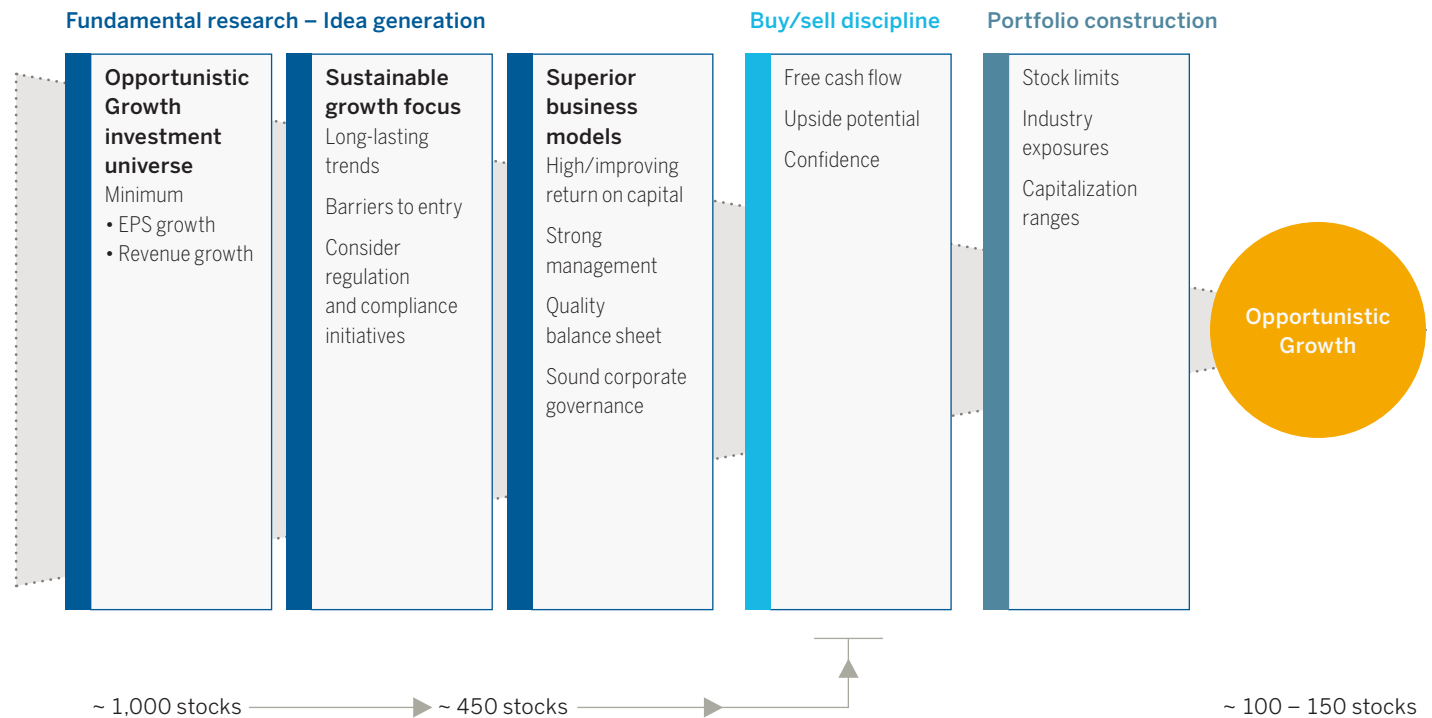 Fundamental research – Idea generation
Opportunistic
Growth
investment
universe
Minimum
• EPS growth
• Revenue growth
Sustainable
growth focus
Long-lasting
trends
Barriers to entry
Consider
regulation
and compliance
initiatives
Superior
business
models
High/improving
return on capital
Strong
management
Quality
balance sheet
Sound corporate
governance
Buy/sell discipline
Free cash flow
Upside potential
Confidence
Portfolio construction
Stock limits
Industry
exposures
Capitalization
ranges
Opportunistic
Growth
~ 1,000 stocks
~ 450 stocks
~ 100 – 150 stocks